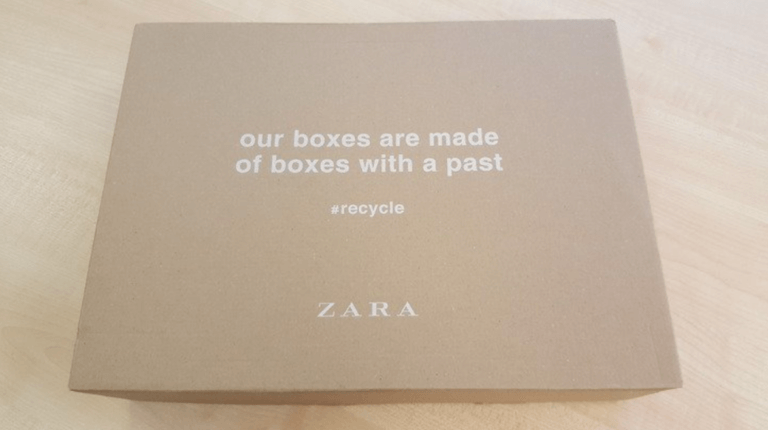 our boxes are made
of boxes with a past
#recycle
ZARA